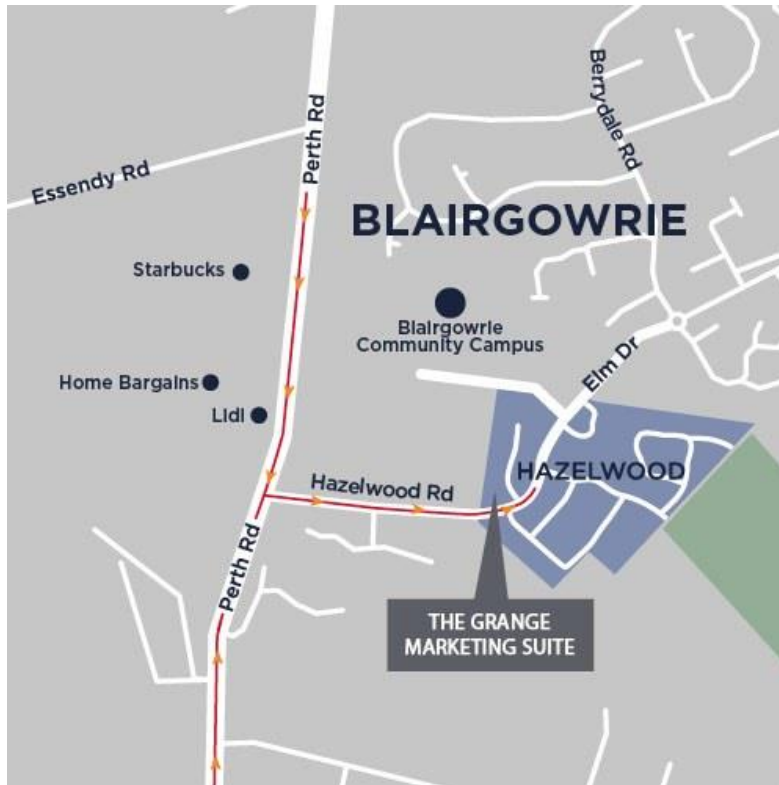 Perth Rd
Berrydale Rd
Essendy Rd
BLAIRGOWRIE
Starbucks
Blairgowrie
Community Campus
Elm Dr
Home Bargains
Lidl
HAZELWOOD
Hazelwood Rd
Perth Rd
THE GRANGE
MARKETING SUITE